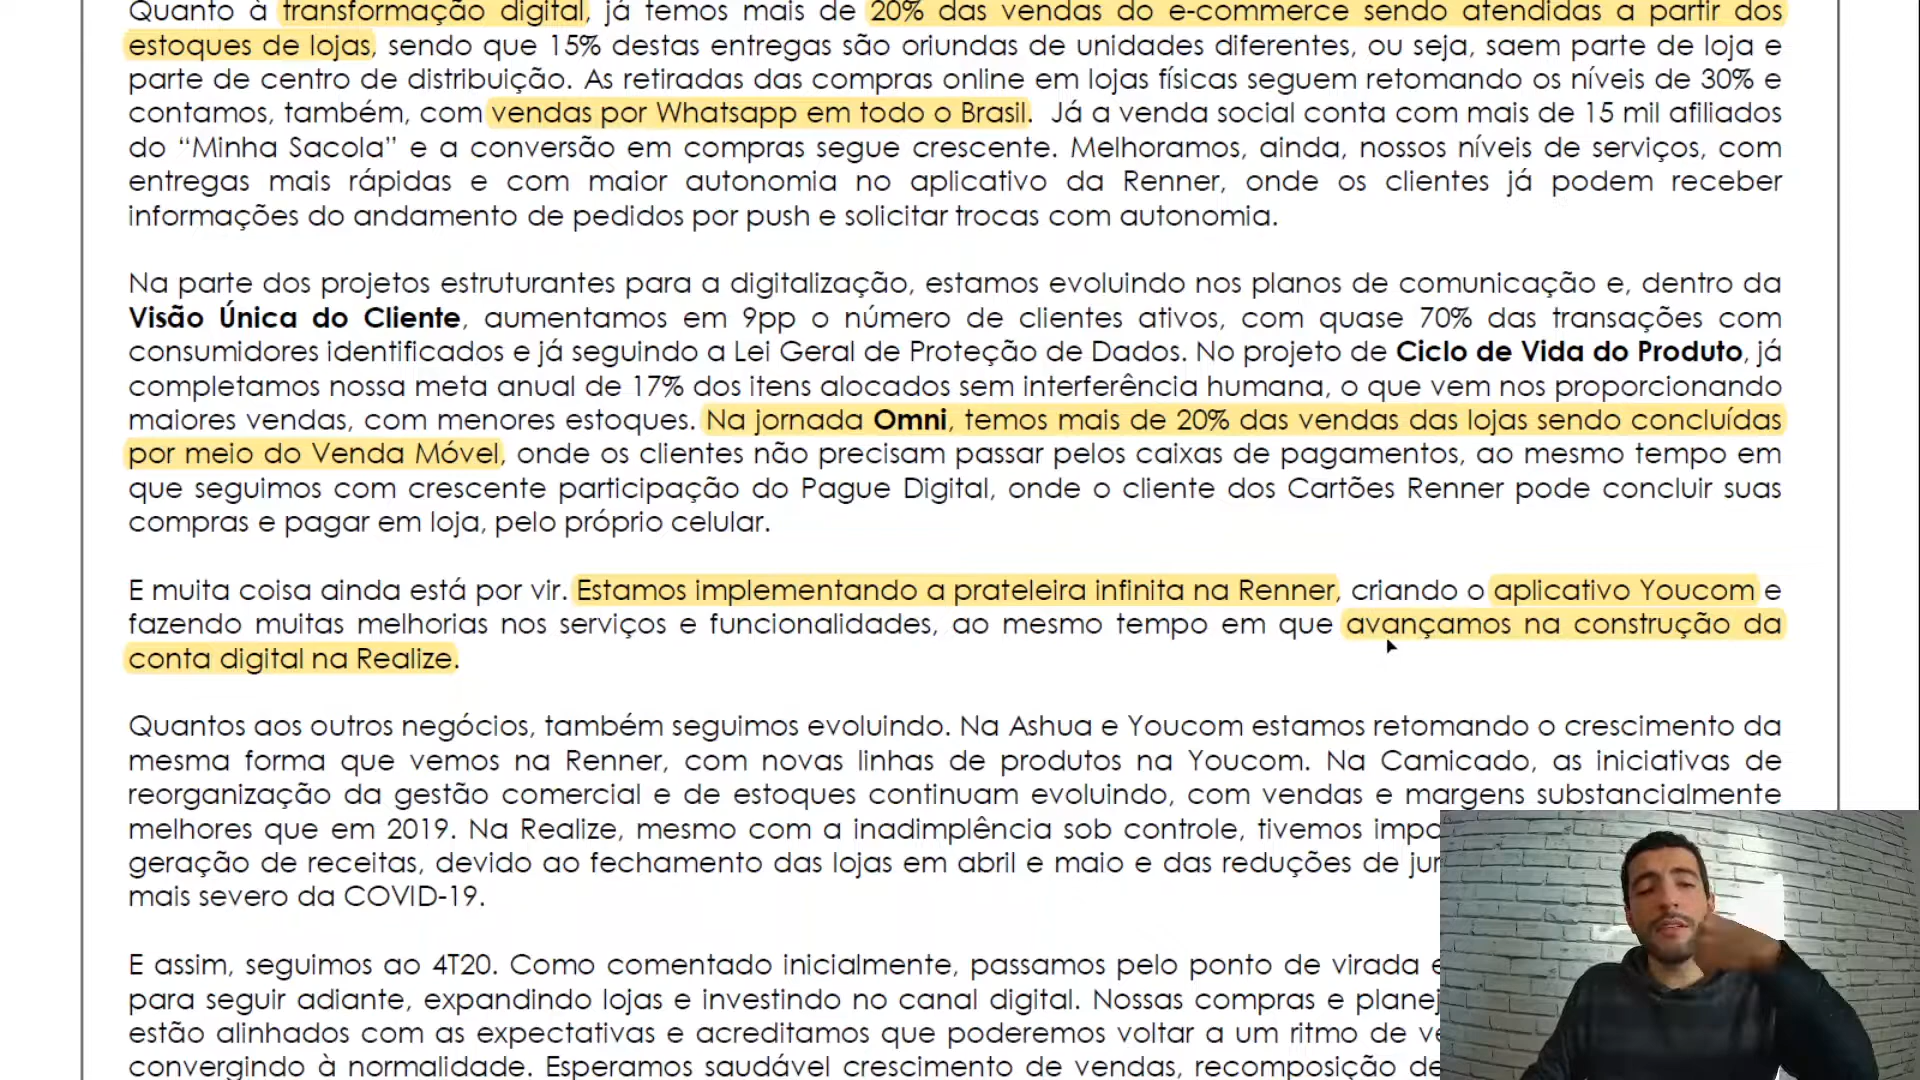 Quanto à transformação digital, já temos mais de 20% das vendas do e-commerce sendo atendidas a partir dos
estoques de lojas, sendo que 15% destas entregas são oriundas de unidades diferentes, ou seja, saem parte de loja e
parte de centro de distribuição. As retiradas das compras online em lojas físicas seguem retomando os níveis de 30% e
contamos, também, com vendas por Whatsapp em todo o Brasil. Já a venda social conta com mais de 15 mil afiliados
do “Minha Sacola” e a conversão em compras segue crescente. Melhoramos, ainda, nossos níveis de serviços, com
entregas mais rápidas e com maior autonomia no aplicativo da Renner, onde os clientes já podem receber
informações do andamento de pedidos por push e solicitar trocas com autonomia.
Na parte dos projetos estruturantes para a digitalização, estamos evoluindo nos planos de comunicação e, dentro da
Visão Única do Cliente, aumentamos em 9pp o número de clientes ativos, com quase 70% das transações com
consumidores identificados e já seguindo a Lei Geral de Proteção de Dados. No projeto de Ciclo de Vida do Produto, já
completamos nossa meta anual de 17% dos itens alocados sem interferência humana, o que vem nos proporcionando
maiores vendas, com menores estoques. Na jornada Omni, temos mais de 20% das vendas das lojas sendo concluídas
por meio do Venda Móvel, onde os clientes não precisam passar pelos caixas de pagamentos, ao mesmo tempo em
que seguimos com crescente participação do Pague Digital, onde o cliente dos Cartões Renner pode concluir suas
compras e pagar em loja, pelo próprio celular.
E muita coisa ainda está por vir. Estamos implementando a prateleira infinita na Renner, criando o aplicativo Youcom e
fazendo muitas melhorias nos serviços e funcionalidades, ao mesmo tempo em que avançamos na construção da
conta digital na Realize.
Quantos aos outros negócios, também seguimos evoluindo. Na Ashua e Youcom estamos retomando o crescimento da
mesma forma que vemos na Renner, com novas linhas de produtos na Youcom. Na Camicado, as iniciativas de
reorganização da gestão comercial e de estoques continuam evoluindo, com vendas e margens substancialmente
melhores que em 2019. Na Realize, mesmo com a inadimplência sob controle, tivemos
geração de receitas, devido ao fechamento das lojas em abril e maio e das reduções de
mais severo da COVID-19.
E assim, seguimos ao 4T20. Como comentado inicialmente, passamos pelo ponto de virada
para seguir adiante, expandindo lojas e investindo no canal digital. Nossas compras e
estão alinhados com as expectativas e acreditamos que poderemos voltar a um ritmo de
convergindo à normalidade. Esperamos saudável crescimento de vendas, recomposição